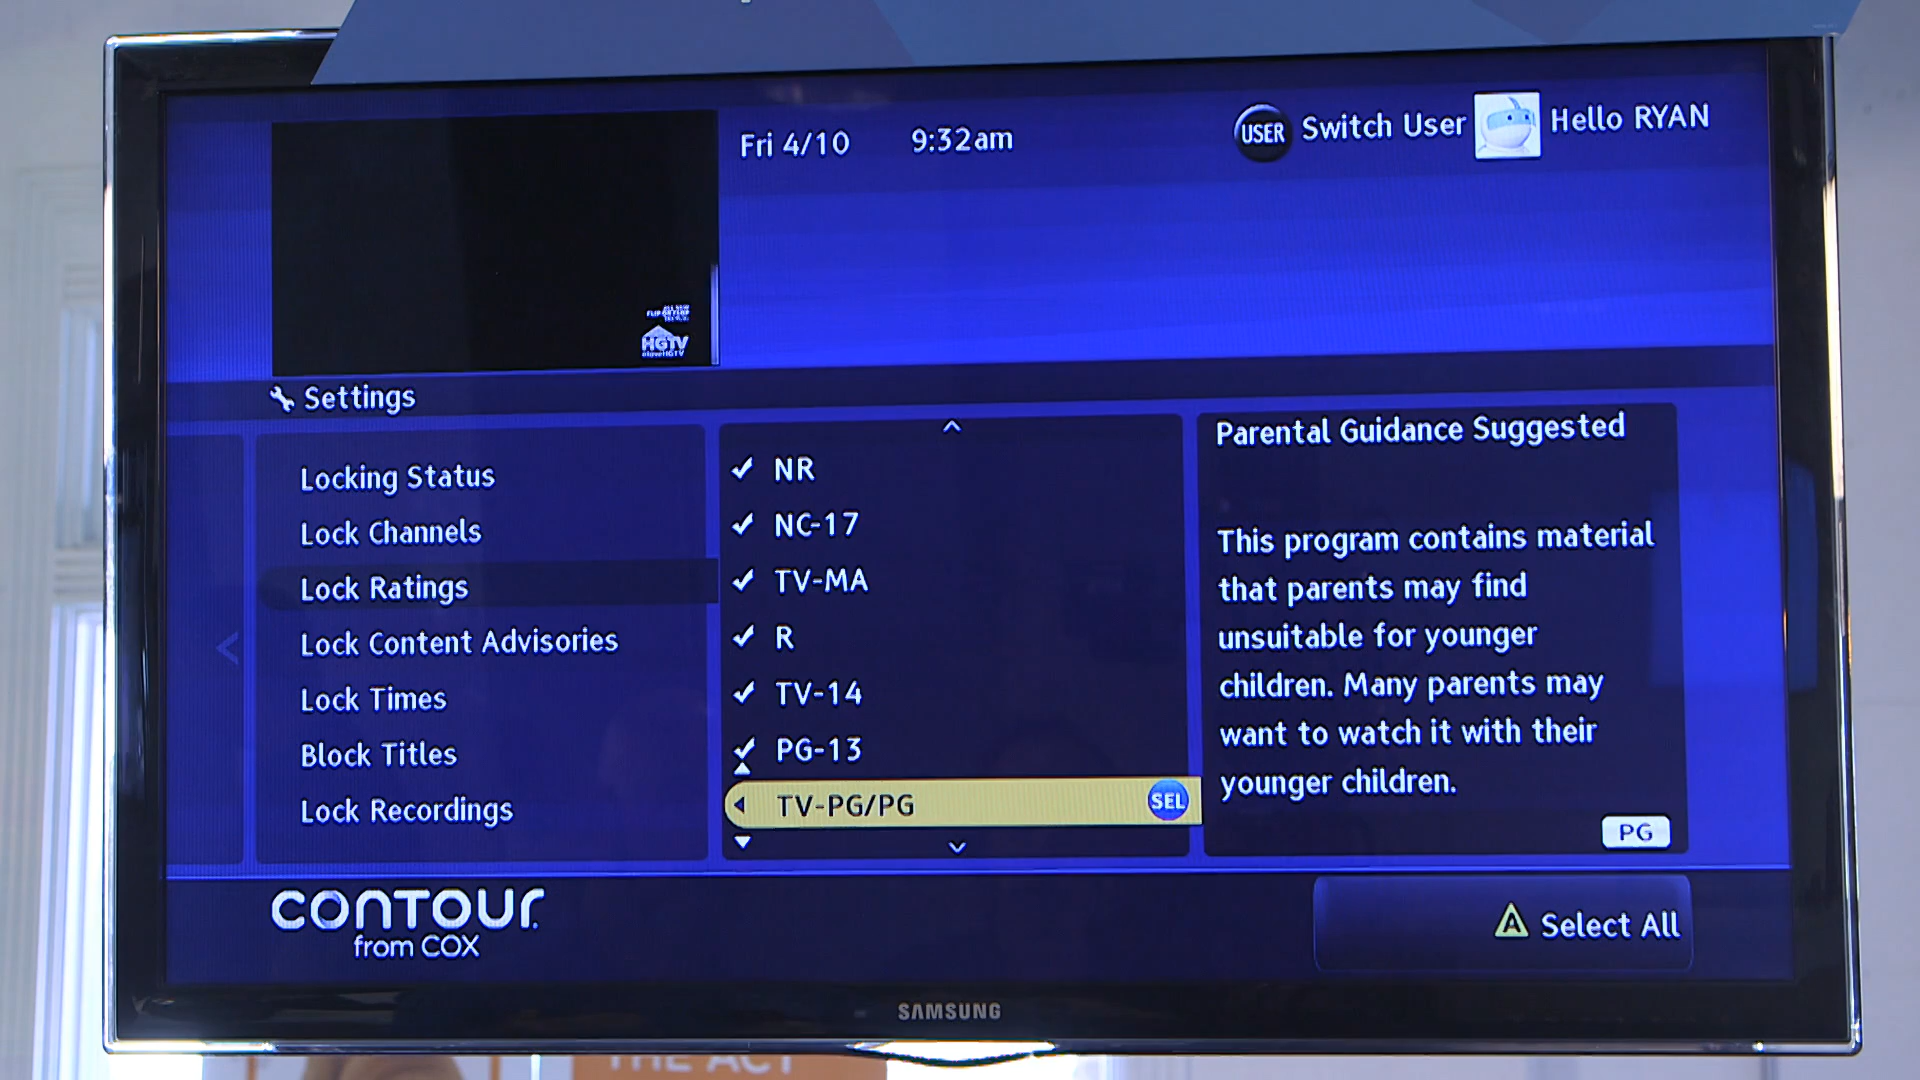 Fri 4/10 9:32am
USER Switch User Hello RYAN
HGTV
Settings
Locking Status
Lock Channels
Lock Ratings
Lock Content Advisories
Lock Times
Block Titles
Lock Recordings
NR
NC-17
TV-MA
R
TV-14
PG-13
TV-PG/PG SEL
Parental Guidance Suggested
This program contains material
that parents may find
unsuitable for younger
children. Many parents may
want to watch it with their
younger children.
PG
contour
from COX
A Select All
SAMSUNG
THE ACT